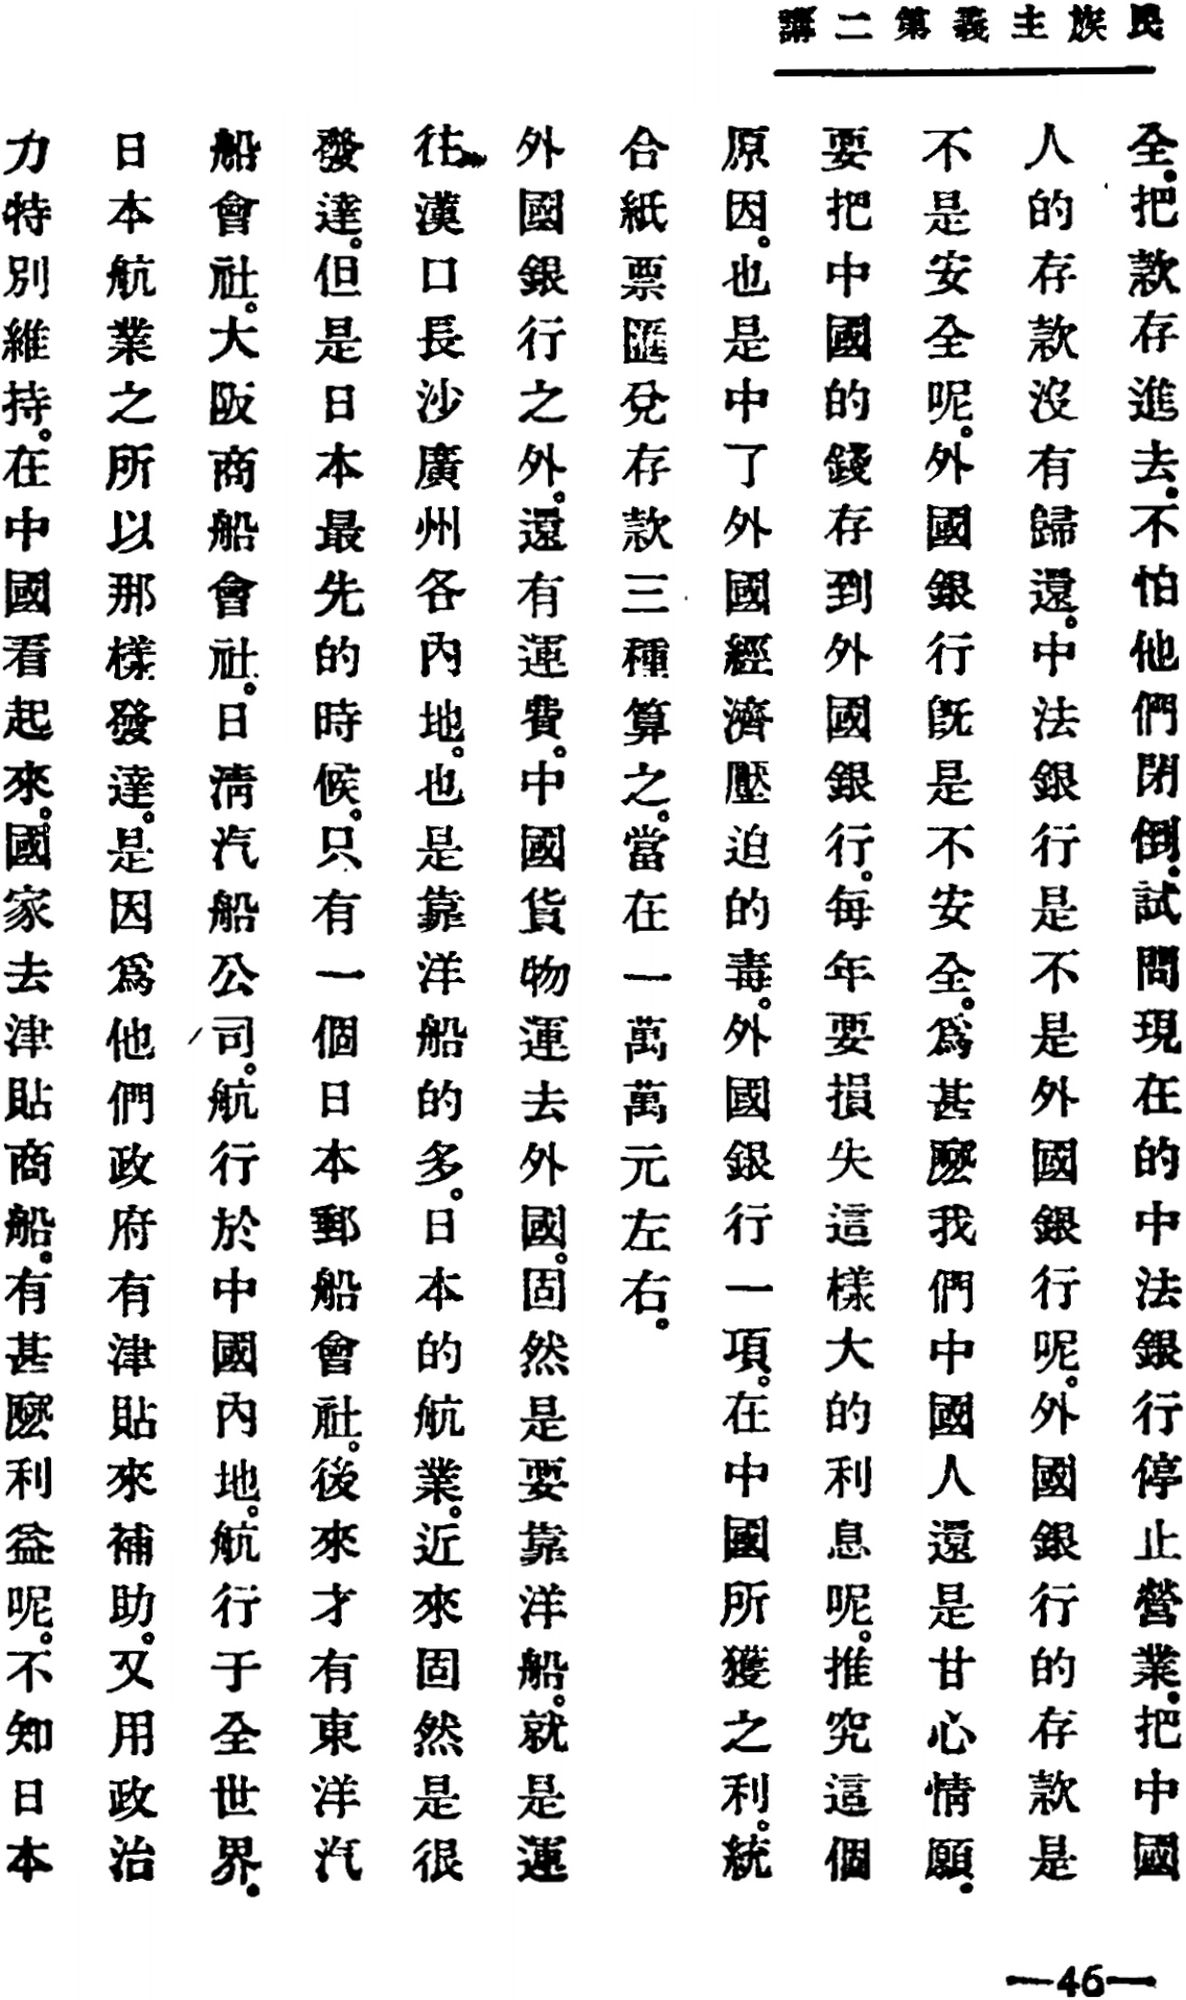 民族主義第二講
全。把款存進去。不怕他們閉倒。試問現在的中法銀行停止營業。把中國
人的存款沒有歸還。中法銀行是不是外國銀行呢。外國銀行的存款是
不是安全呢。外國銀行既是不安全。爲甚麽我們中國人還是甘心情願。
要把中國的錢存到外國銀行。每年要損失這樣大的利息呢。推究這個
原因。也是中了外國經濟壓迫的毒。外國銀行一項。在中國所獲之利。統
合紙票匯兌存款三種算之。當在一萬萬元左右。
外國銀行之外。還有運費。中國貨物運去外國。固然是要靠洋船。就是運
往漢口長沙廣州各內地。也是靠洋船的多。日本的航業。近來固然是很
發達。但是日本最先的時候。只有一個日本郵船會社。後來才有東洋汽
船會社。大阪商船會社。日淸汽船公司。航行於中國內地。航行于全世界。
日本航業之所以那樣發達。是因爲他們政府有津貼來補助。又用政治
力特別維持。在中國看起來。國家去津貼商船。有甚麽利益呢。不知日本
—46—